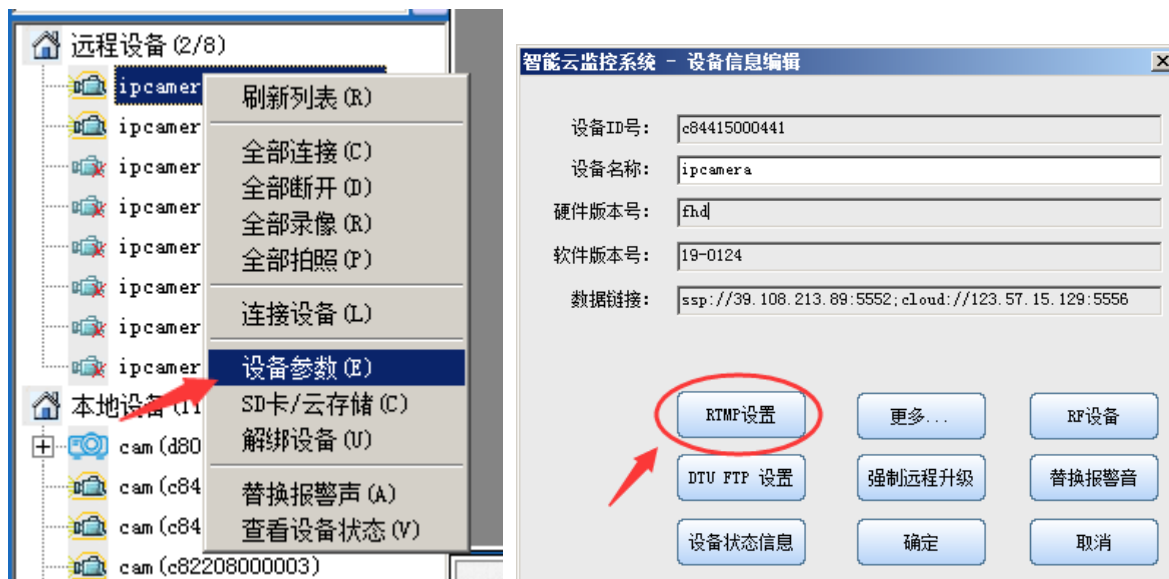 远程设备(2/8)
ipcamer
ipcamer
ipcamer
ipcamer
ipcamer
ipcamer
ipcamer
ipcamer
本地设备
cam(d80
cam(c84
cam(c84
cam(c82208000003)
刷新列表(R)
全部连接(C)
全部断开(D)
全部录像(R)
全部拍照(P)
连接设备(L)
设备参数(E)
SD卡/云存储(C)
解绑设备(U)
替换报警声(A)
查看设备状态(V)
智能云监控系统 - 设备信息编辑
设备ID号: c84415000441
设备名称: ipcamera
硬件版本号: fhd
软件版本号: 19-0124
数据链接: ssp://39.108.213.89:5552;cloud://123.57.15.129:5556
RTMP设置 更多... RF设备
DTU FTP 设置 强制远程升级 替换报警音
设备状态信息 确定 取消